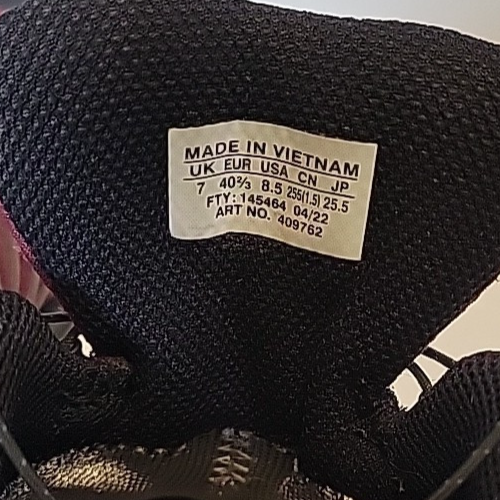 MADE IN VIETNAM
UK EUR USA CN JP
7 40⅔ 8.5 255(1.5) 25.5
FTY: 145464 04/22
ART NO. 409762